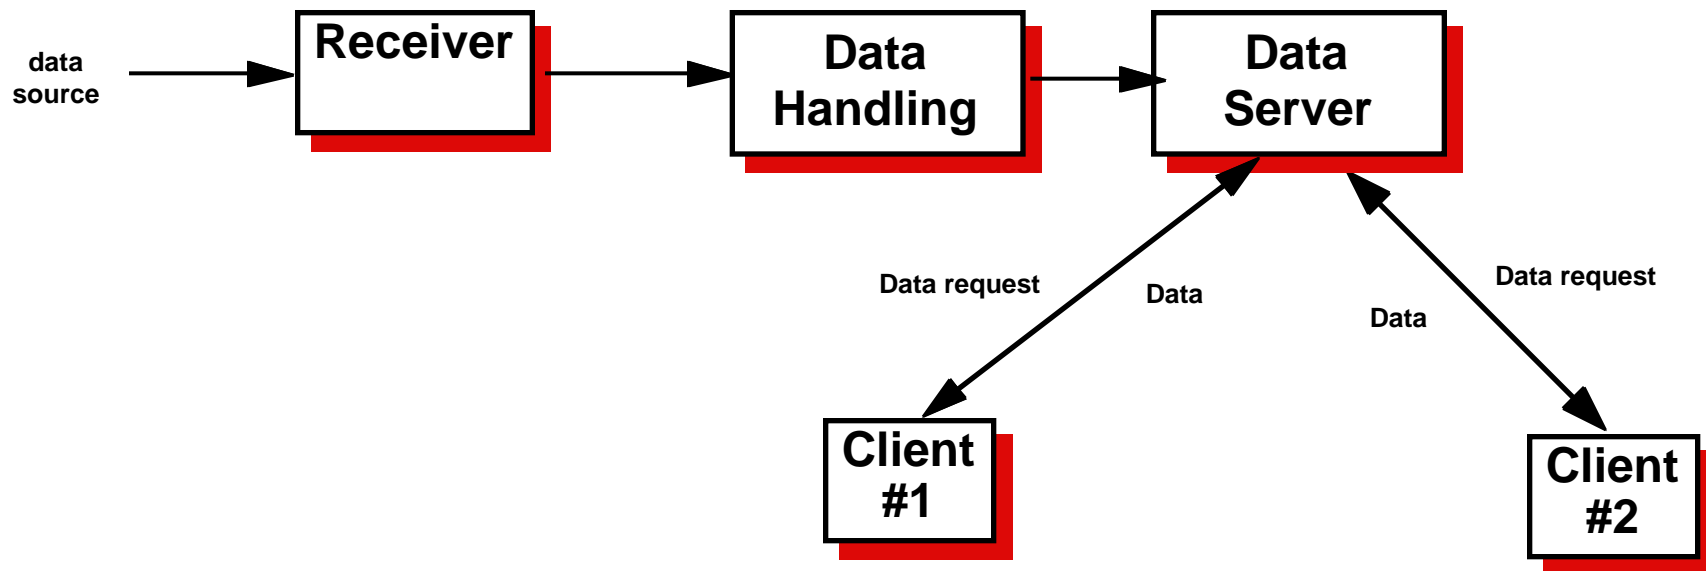 data
source
Receiver
Data
Handling
Data
Server
Data request
Data
Data request
Data
Client
#1
Client
#2